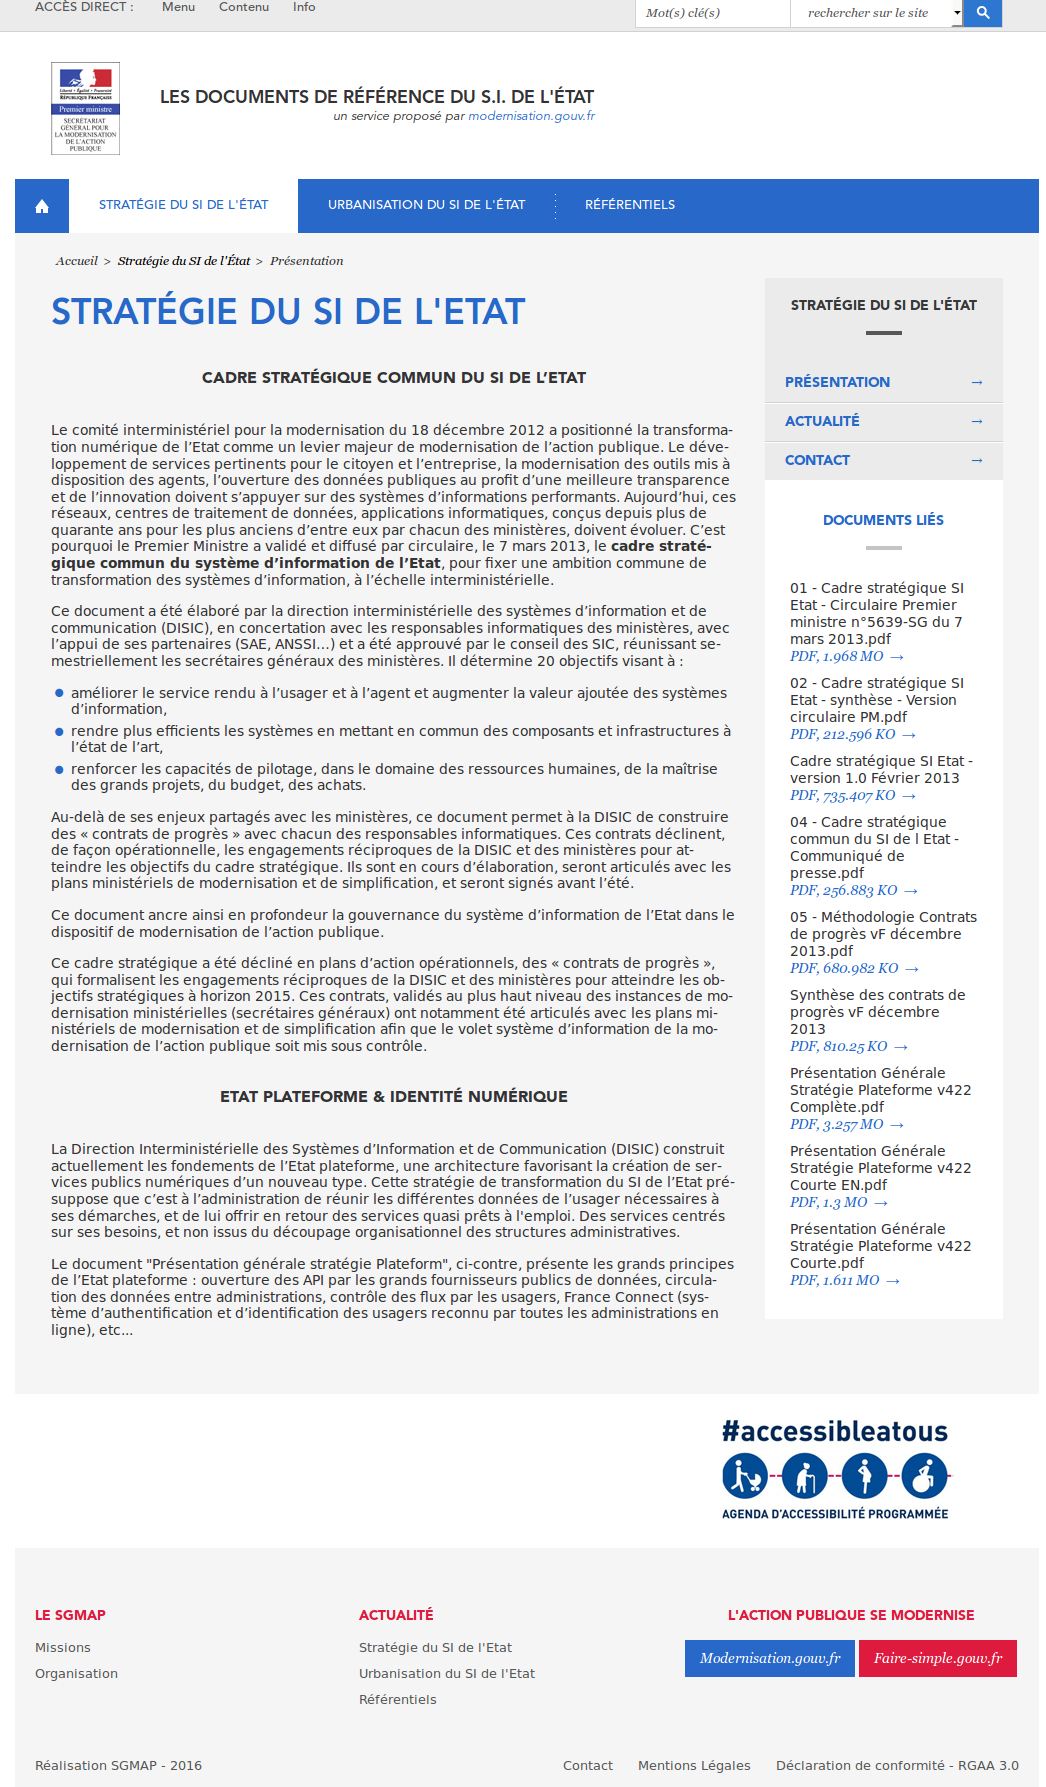 ACCÈS DIRECT : Menu Contenu Info
Mot(s) clé(s) rechercher sur le site
Liberté • Égalité • Fraternité
RÉPUBLIQUE FRANÇAISE
Premier ministre
SECRÉTARIAT
GÉNÉRAL POUR
LA MODERNISATION
DE L'ACTION
PUBLIQUE
LES DOCUMENTS DE RÉFÉRENCE DU S.I. DE L'ÉTAT
un service proposé par modernisation.gouv.fr
STRATÉGIE DU SI DE L'ÉTAT URBANISATION DU SI DE L'ÉTAT RÉFÉRENTIELS
Accueil > Stratégie du SI de l'État > Présentation
STRATÉGIE DU SI DE L'ETAT
CADRE STRATÉGIQUE COMMUN DU SI DE L’ETAT
Le comité interministériel pour la modernisation du 18 décembre 2012 a positionné la transforma-
tion numérique de l’Etat comme un levier majeur de modernisation de l’action publique. Le déve-
loppement de services pertinents pour le citoyen et l’entreprise, la modernisation des outils mis à
disposition des agents, l’ouverture des données publiques au profit d’une meilleure transparence
et de l’innovation doivent s’appuyer sur des systèmes d’informations performants. Aujourd’hui, ces
réseaux, centres de traitement de données, applications informatiques, conçus depuis plus de
quarante ans pour les plus anciens d’entre eux par chacun des ministères, doivent évoluer. C’est
pourquoi le Premier Ministre a validé et diffusé par circulaire, le 7 mars 2013, le cadre straté-
gique commun du système d’information de l’Etat, pour fixer une ambition commune de
transformation des systèmes d’information, à l’échelle interministérielle.
Ce document a été élaboré par la direction interministérielle des systèmes d’information et de
communication (DISIC), en concertation avec les responsables informatiques des ministères, avec
l’appui de ses partenaires (SAE, ANSSI...) et a été approuvé par le conseil des SIC, réunissant se-
mestriellement les secrétaires généraux des ministères. Il détermine 20 objectifs visant à :
● améliorer le service rendu à l’usager et à l’agent et augmenter la valeur ajoutée des systèmes
d’information,
● rendre plus efficients les systèmes en mettant en commun des composants et infrastructures à
l’état de l’art,
● renforcer les capacités de pilotage, dans le domaine des ressources humaines, de la maîtrise
des grands projets, du budget, des achats.
Au-delà de ses enjeux partagés avec les ministères, ce document permet à la DISIC de construire
des « contrats de progrès » avec chacun des responsables informatiques. Ces contrats déclinent,
de façon opérationnelle, les engagements réciproques de la DISIC et des ministères pour at-
teindre les objectifs du cadre stratégique. Ils sont en cours d’élaboration, seront articulés avec les
plans ministériels de modernisation et de simplification, et seront signés avant l’été.
Ce document ancre ainsi en profondeur la gouvernance du système d’information de l’Etat dans le
dispositif de modernisation de l’action publique.
Ce cadre stratégique a été décliné en plans d’action opérationnels, des « contrats de progrès »,
qui formalisent les engagements réciproques de la DISIC et des ministères pour atteindre les ob-
jectifs stratégiques à horizon 2015. Ces contrats, validés au plus haut niveau des instances de mo-
dernisation ministérielles (secrétaires généraux) ont notamment été articulés avec les plans mi-
nistériels de modernisation et de simplification afin que le volet système d’information de la mo-
dernisation de l’action publique soit mis sous contrôle.
ETAT PLATEFORME & IDENTITÉ NUMÉRIQUE
La Direction Interministérielle des Systèmes d’Information et de Communication (DISIC) construit
actuellement les fondements de l’Etat plateforme, une architecture favorisant la création de ser-
vices publics numériques d’un nouveau type. Cette stratégie de transformation du SI de l’Etat pré-
suppose que c’est à l’administration de réunir les différentes données de l’usager nécessaires à
ses démarches, et de lui offrir en retour des services quasi prêts à l'emploi. Des services centrés
sur ses besoins, et non issus du découpage organisationnel des structures administratives.
Le document "Présentation générale stratégie Plateform", ci-contre, présente les grands principes
de l’Etat plateforme : ouverture des API par les grands fournisseurs publics de données, circula-
tion des données entre administrations, contrôle des flux par les usagers, France Connect (sys-
tème d’authentification et d’identification des usagers reconnu par toutes les administrations en
ligne), etc...
STRATÉGIE DU SI DE L'ÉTAT
PRÉSENTATION →
ACTUALITÉ →
CONTACT →
DOCUMENTS LIÉS
01 - Cadre stratégique SI
Etat - Circulaire Premier
ministre n°5639-SG du 7
mars 2013.pdf
PDF, 1.968 MO →
02 - Cadre stratégique SI
Etat - synthèse - Version
circulaire PM.pdf
PDF, 212.596 KO →
Cadre stratégique SI Etat -
version 1.0 Février 2013
PDF, 735.407 KO →
04 - Cadre stratégique
commun du SI de l Etat -
Communiqué de
presse.pdf
PDF, 256.883 KO →
05 - Méthodologie Contrats
de progrès vF décembre
2013.pdf
PDF, 680.982 KO →
Synthèse des contrats de
progrès vF décembre
2013
PDF, 810.25 KO →
Présentation Générale
Stratégie Plateforme v422
Complète.pdf
PDF, 3.257 MO →
Présentation Générale
Stratégie Plateforme v422
Courte EN.pdf
PDF, 1.3 MO →
Présentation Générale
Stratégie Plateforme v422
Courte.pdf
PDF, 1.611 MO →
#accessibleatous
AGENDA D'ACCESSIBILITÉ PROGRAMMÉE
LE SGMAP
Missions
Organisation
ACTUALITÉ
Stratégie du SI de l'Etat
Urbanisation du SI de l'Etat
Référentiels
L'ACTION PUBLIQUE SE MODERNISE
Modernisation.gouv.fr Faire-simple.gouv.fr
Réalisation SGMAP - 2016 Contact Mentions Légales Déclaration de conformité - RGAA 3.0